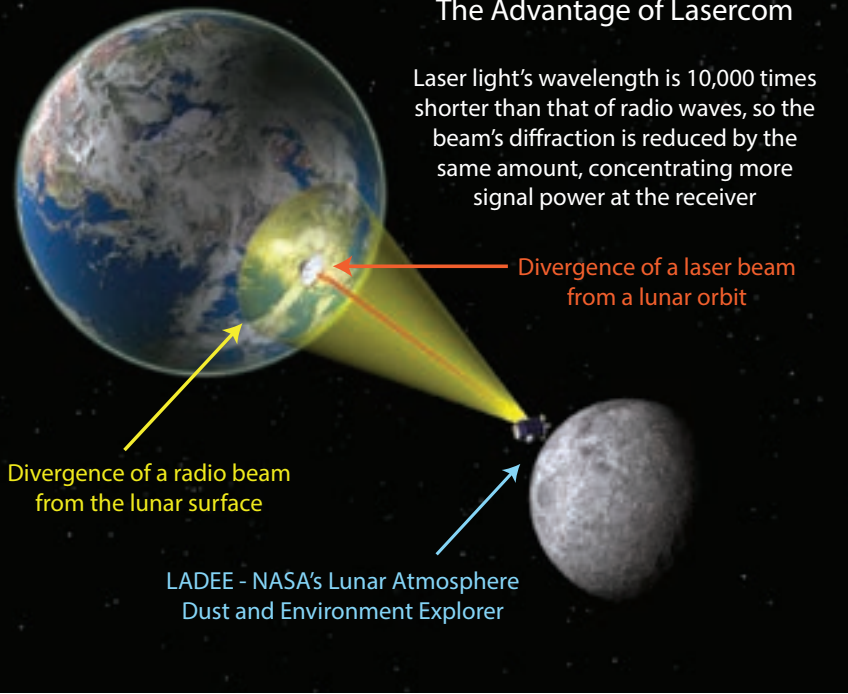 The Advantage of Lasercom
Laser light's wavelength is 10,000 times
shorter than that of radio waves, so the
beam's diffraction is reduced by the
same amount, concentrating more
signal power at the receiver
Divergence of a laser beam
from a lunar orbit
Divergence of a radio beam
from the lunar surface
LADEE - NASA's Lunar Atmosphere
Dust and Environment Explorer